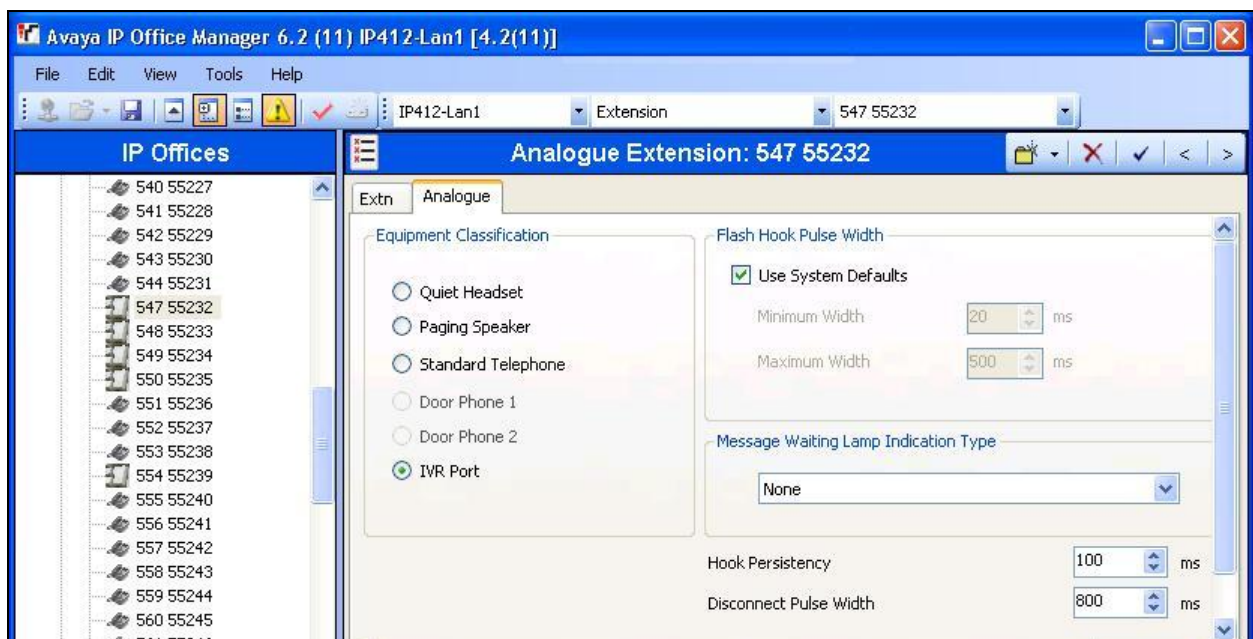 Avaya IP Office Manager 6.2 (11) IP412-Lan1 [4.2(11)]
File Edit View Tools Help
IP412-Lan1 Extension 547 55232
IP Offices
540 55227
541 55228
542 55229
543 55230
544 55231
547 55232
548 55233
549 55234
550 55235
551 55236
552 55237
553 55238
554 55239
555 55240
556 55241
557 55242
558 55243
559 55244
560 55245
Analogue Extension: 547 55232
Extn Analogue
Equipment Classification
Quiet Headset
Paging Speaker
Standard Telephone
Door Phone 1
Door Phone 2
IVR Port
Flash Hook Pulse Width
Use System Defaults
Minimum Width 20 ms
Maximum Width 500 ms
Message Waiting Lamp Indication Type
None
Hook Persistency 100 ms
Disconnect Pulse Width 800 ms